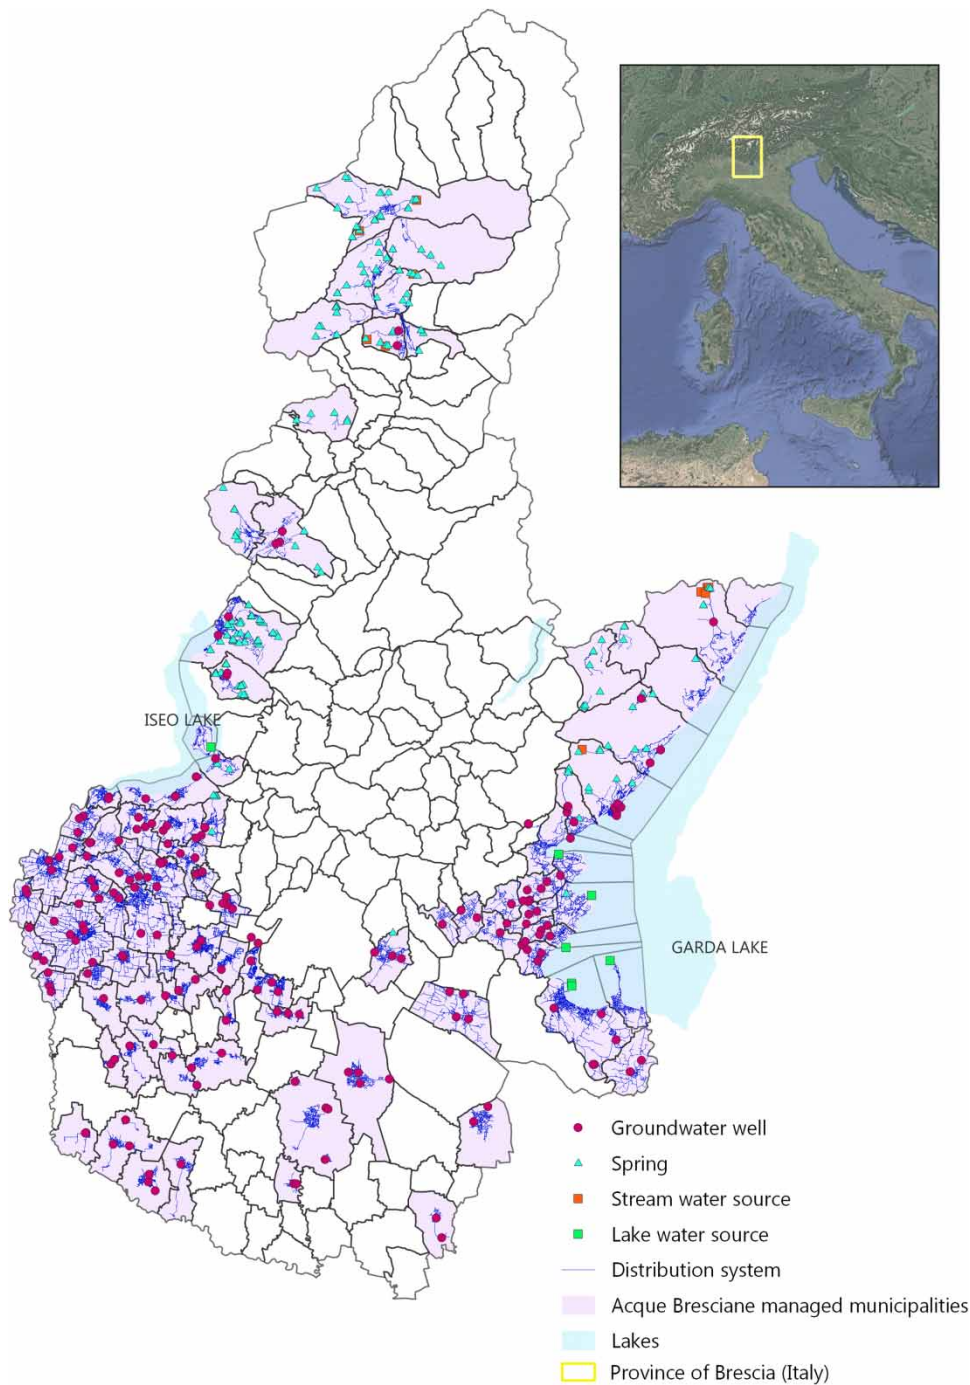 ISEO LAKE
GARDA LAKE
Groundwater well
Spring
Stream water source
Lake water source
Distribution system
Acque Bresciane managed municipalities
Lakes
Province of Brescia (Italy)